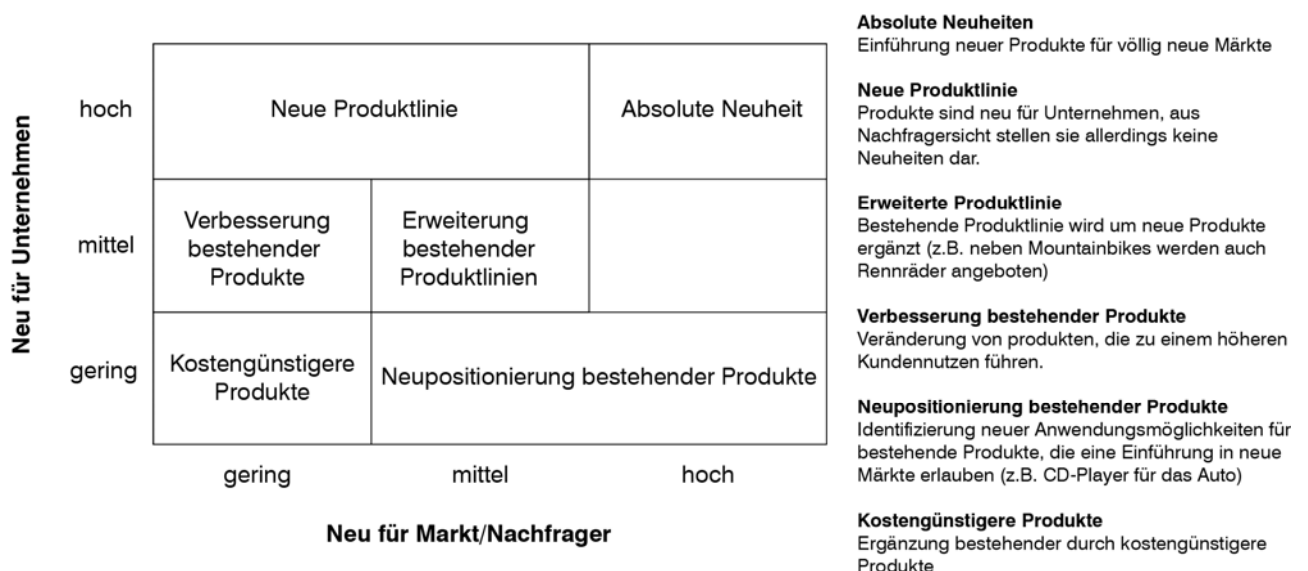 Neu für Unternehmen
hoch
mittel
gering
Neue Produktlinie
Absolute Neuheit
Verbesserung
bestehender
Produkte
Erweiterung
bestehender
Produktlinien
Kostengünstigere
Produkte
Neupositionierung bestehender Produkte
gering
mittel
hoch
Neu für Markt/Nachfrager
Absolute Neuheiten
Einführung neuer Produkte für völlig neue Märkte
Neue Produktlinie
Produkte sind neu für Unternehmen, aus
Nachfragersicht stellen sie allerdings keine
Neuheiten dar.
Erweiterte Produktlinie
Bestehende Produktlinie wird um neue Produkte
ergänzt (z.B. neben Mountainbikes werden auch
Rennräder angeboten)
Verbesserung bestehender Produkte
Veränderung von produkten, die zu einem höheren
Kundennutzen führen.
Neupositionierung bestehender Produkte
Identifizierung neuer Anwendungsmöglichkeiten für
bestehende Produkte, die eine Einführung in neue
Märkte erlauben (z.B. CD-Player für das Auto)
Kostengünstigere Produkte
Ergänzung bestehender durch kostengünstigere
Produkte